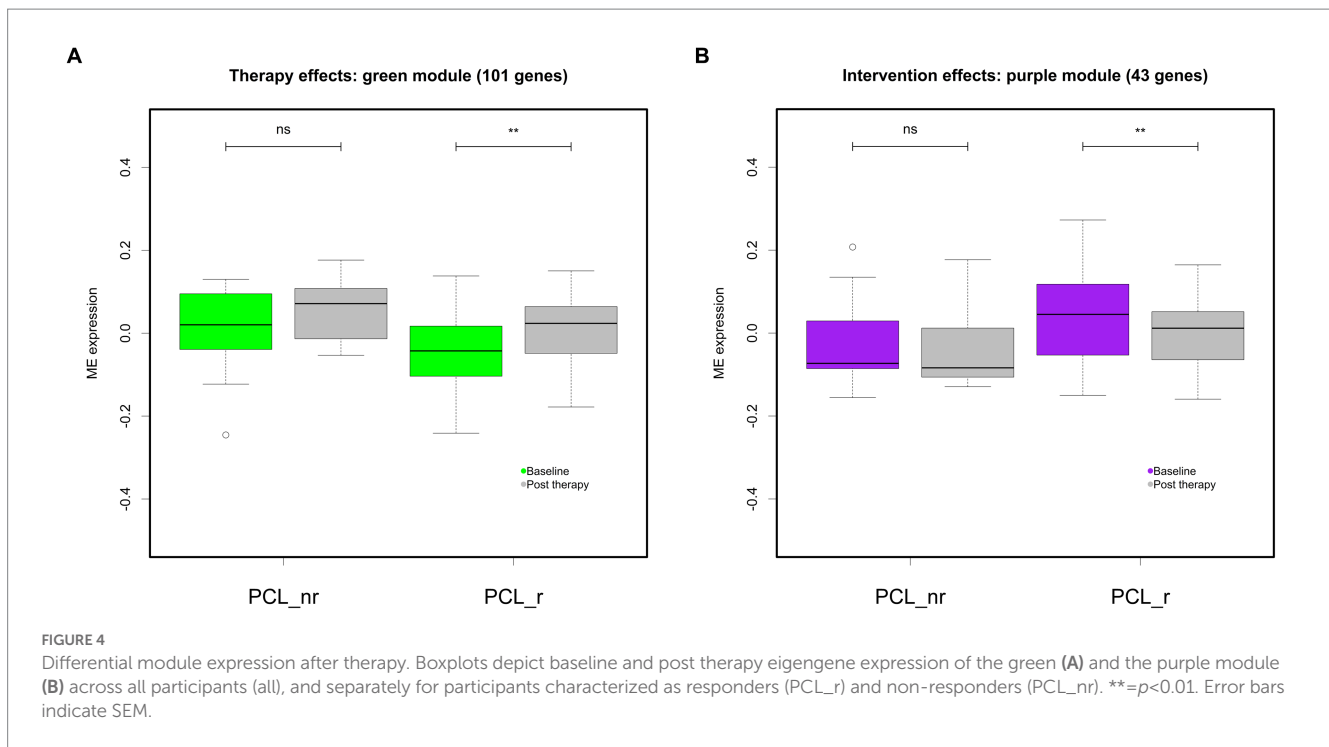 A
Therapy effects: green module (101 genes)
ns
**
ME expression
0.4
0.2
0.0
-0.2
-0.4
Baseline
Post therapy
PCL_nr
PCL_r
B
Intervention effects: purple module (43 genes)
ns
**
ME expression
0.4
0.2
0.0
-0.2
-0.4
Baseline
Post therapy
PCL_nr
PCL_r
FIGURE 4
Differential module expression after therapy. Boxplots depict baseline and post therapy eigengene expression of the green (A) and the purple module
(B) across all participants (all), and separately for participants characterized as responders (PCL_r) and non-responders (PCL_nr). **=p<0.01. Error bars
indicate SEM.